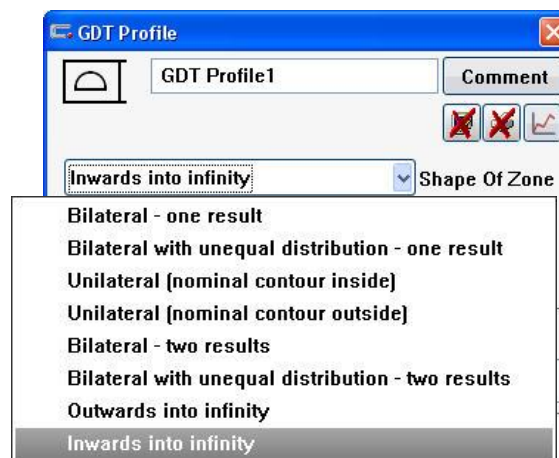 GDT Profile
GDT Profile1
Comment
Inwards into infinity
Shape Of Zone
Bilateral - one result
Bilateral with unequal distribution - one result
Unilateral (nominal contour inside)
Unilateral (nominal contour outside)
Bilateral - two results
Bilateral with unequal distribution - two results
Outwards into infinity
Inwards into infinity